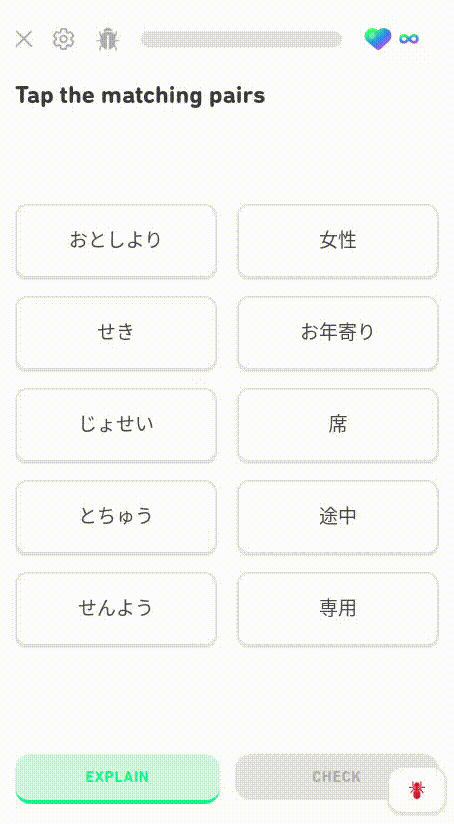 Tap the matching pairs
おとしより
女性
せき
お年寄り
じょせい
席
とちゅう
途中
せんよう
専用
EXPLAIN
CHECK